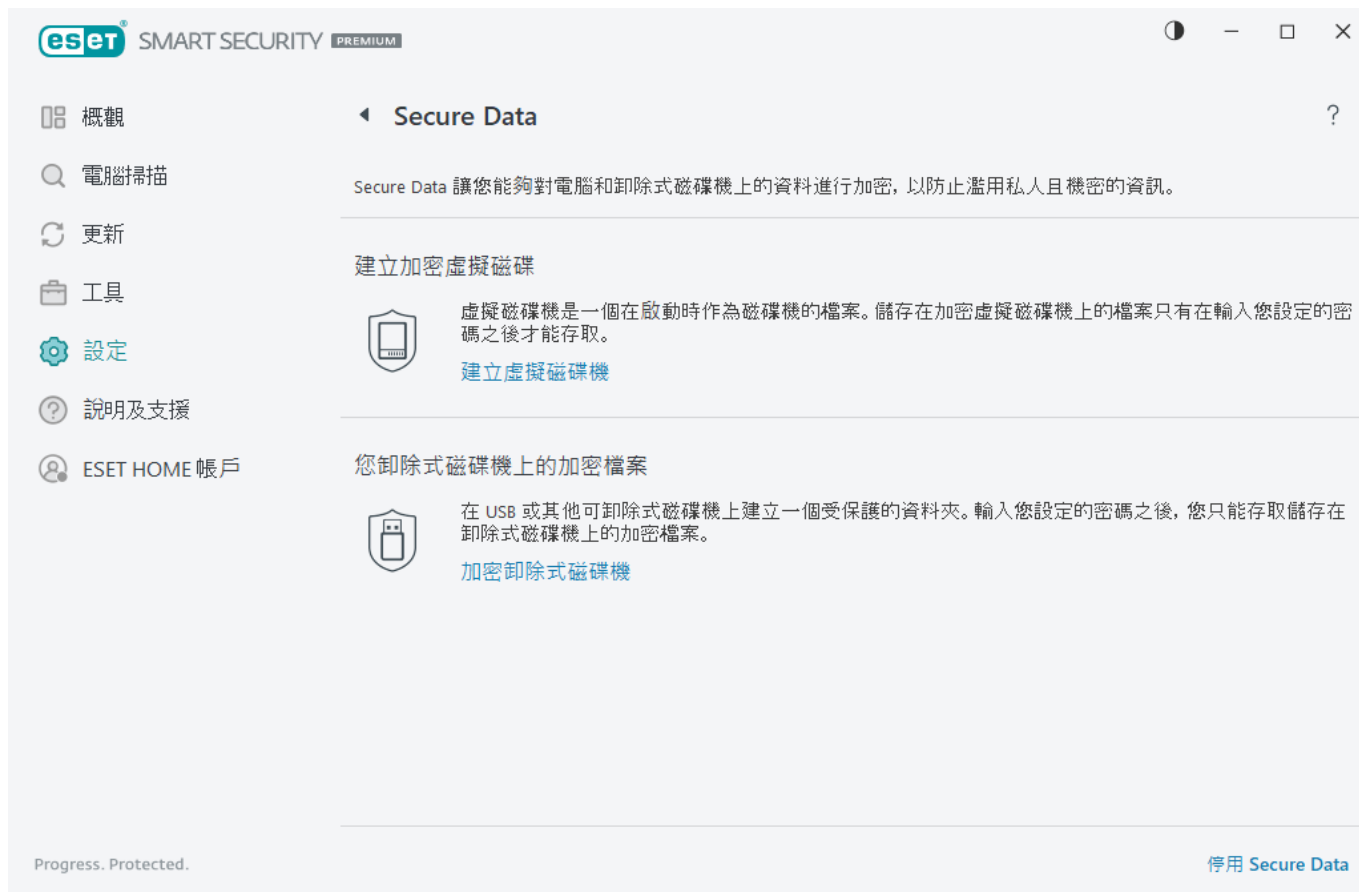 eset® SMART SECURITY PREMIUM
概觀
電腦掃描
更新
工具
設定
說明及支援
ESET HOME 帳戶
Secure Data
?
Secure Data 讓您能夠對電腦和卸除式磁碟機上的資料進行加密, 以防止濫用私人且機密的資訊。
建立加密虛擬磁碟
虛擬磁碟機是一個在啟動時作為磁碟機的檔案。儲存在加密虛擬磁碟機上的檔案只有在輸入您設定的密
碼之後才能存取。
建立虛擬磁碟機
您卸除式磁碟機上的加密檔案
在 USB 或其他可卸除式磁碟機上建立一個受保護的資料夾。輸入您設定的密碼之後, 您只能存取儲存在
卸除式磁碟機上的加密檔案。
加密卸除式磁碟機
Progress. Protected.
停用 Secure Data